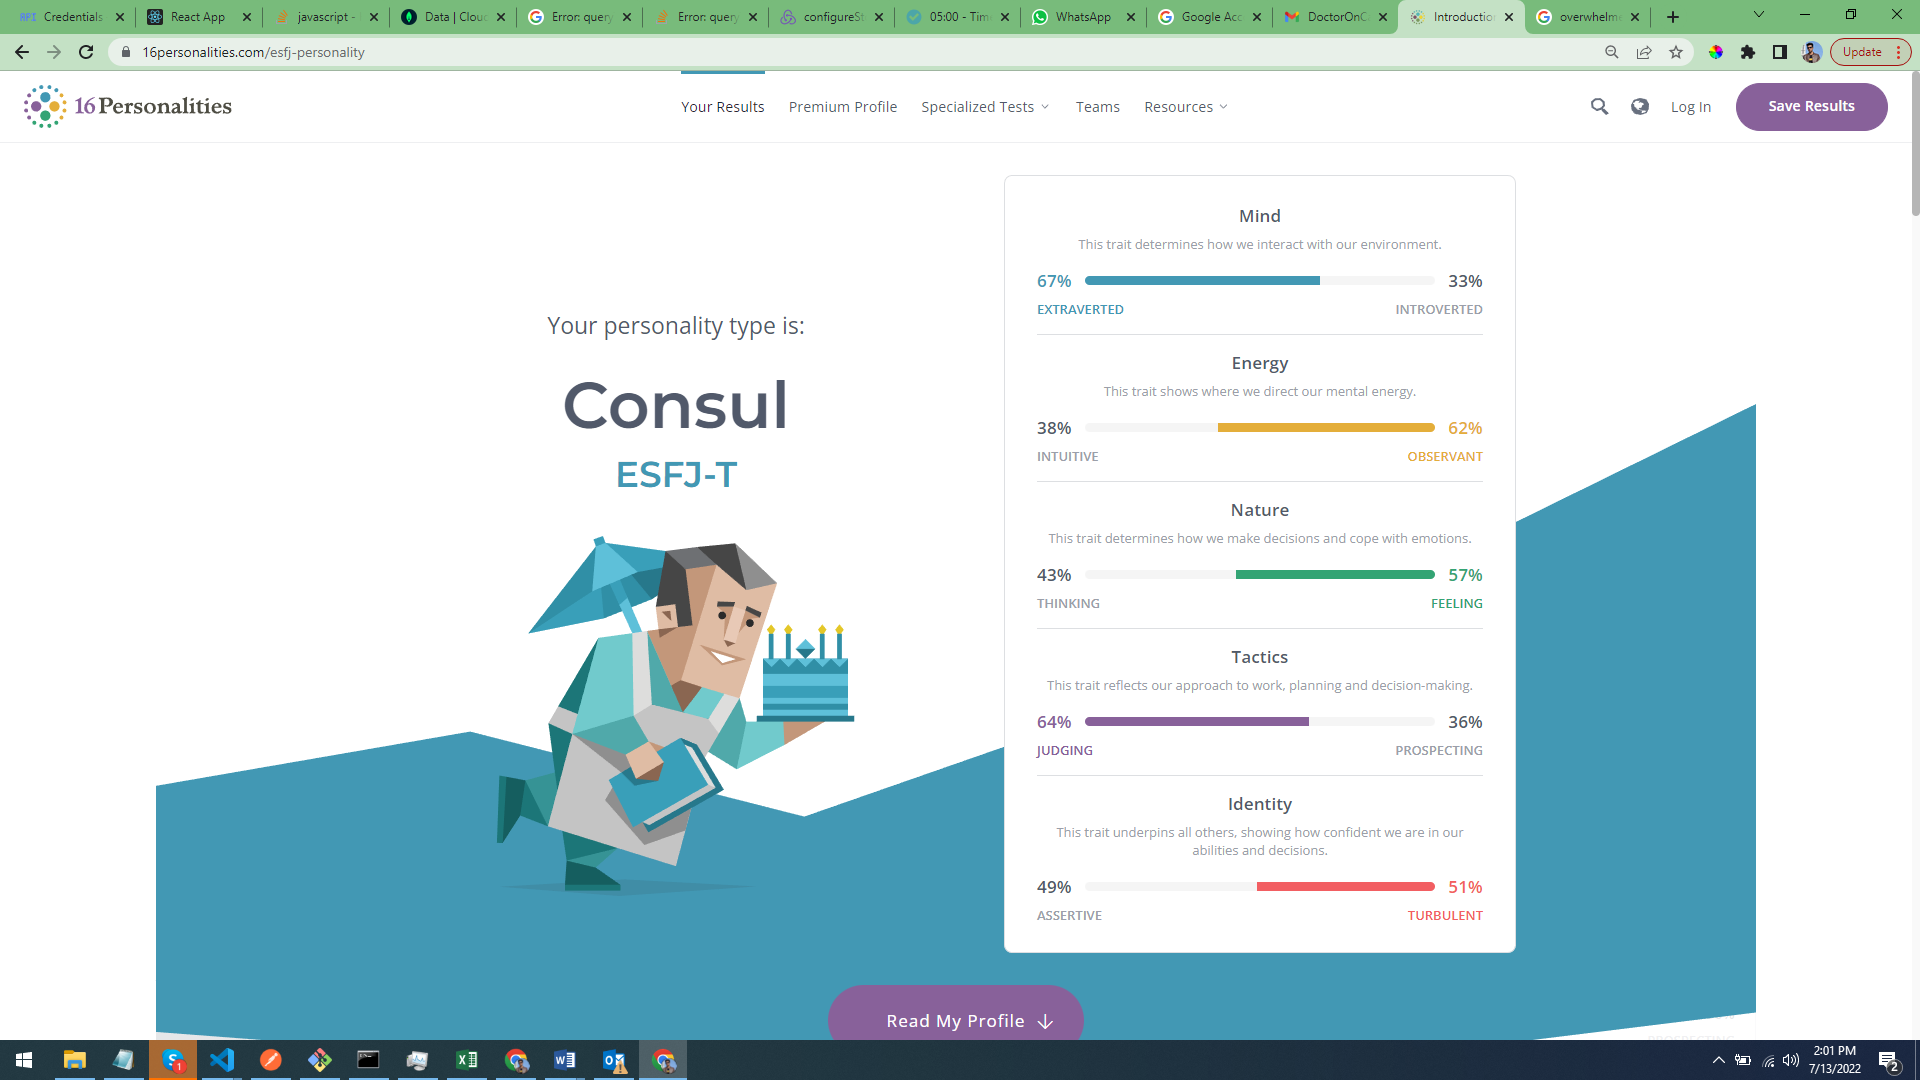 Credentials
React App
javascript -
Data | Clou
Error: query
Error: query
configureSt
05:00 - Tim
WhatsApp
Google Acc
DoctorOnC
Introduction
overwhelme
16personalities.com/esfj-personality
Update
16Personalities
Your Results
Premium Profile
Specialized Tests
Teams
Resources
Log In
Save Results
Your personality type is:
Consul
ESFJ-T
Mind
This trait determines how we interact with our environment.
67% 33%
EXTRAVERTED INTROVERTED
Energy
This trait shows where we direct our mental energy.
38% 62%
INTUITIVE OBSERVANT
Nature
This trait determines how we make decisions and cope with emotions.
43% 57%
THINKING FEELING
Tactics
This trait reflects our approach to work, planning and decision-making.
64% 36%
JUDGING PROSPECTING
Identity
This trait underpins all others, showing how confident we are in our
abilities and decisions.
49% 51%
ASSERTIVE TURBULENT
Read My Profile
2:01 PM
7/13/2022
2